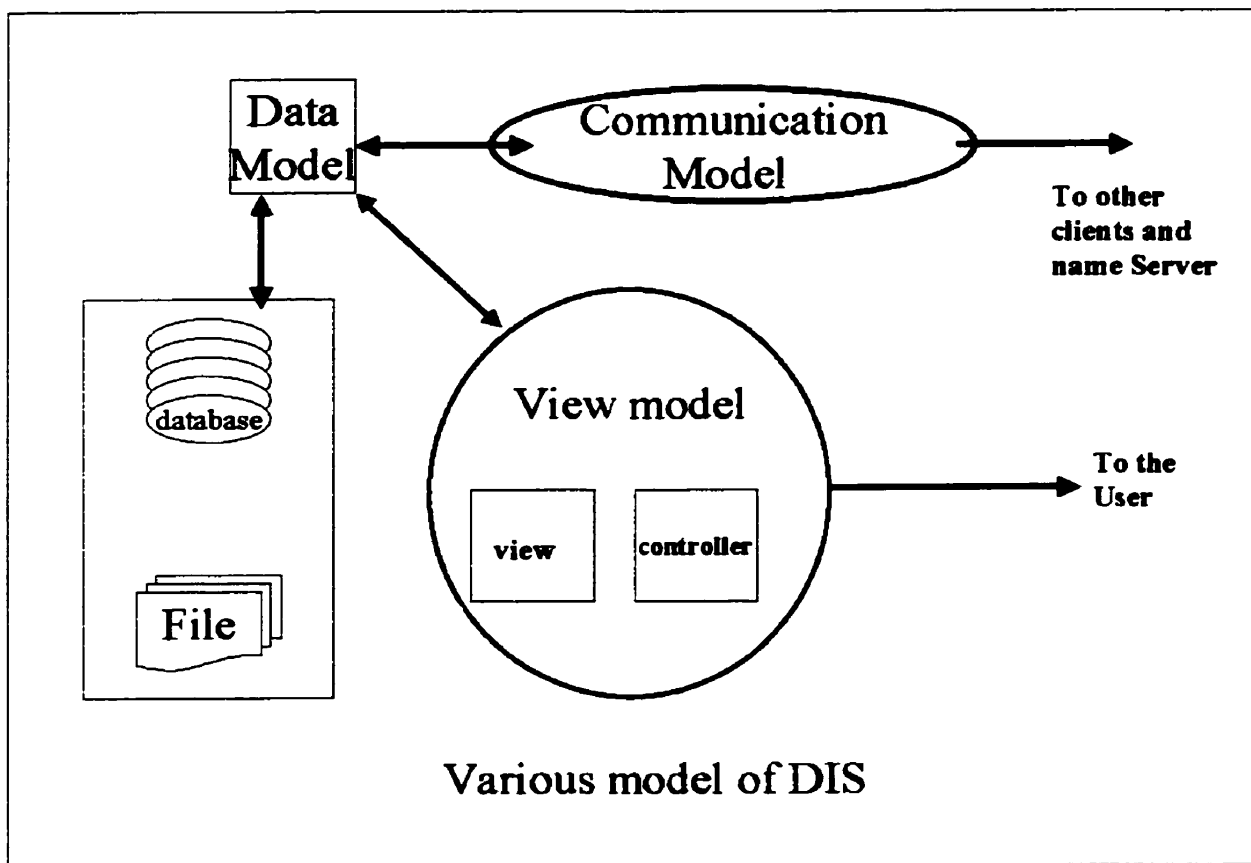 Data
Model
Communication
Model
To other
clients and
name Server
database
View model
To the
User
view
controller
File
Various model of DIS